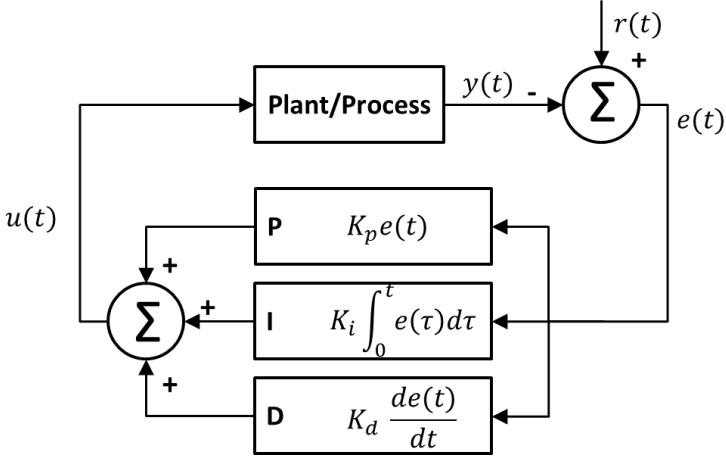 r(t)
+
Plant/Process
y(t)
-
Σ
e(t)
u(t)
P K_p e(t)
+
Σ
+
I K_i ∫_0^t e(τ)dτ
+
D K_d de(t)/dt